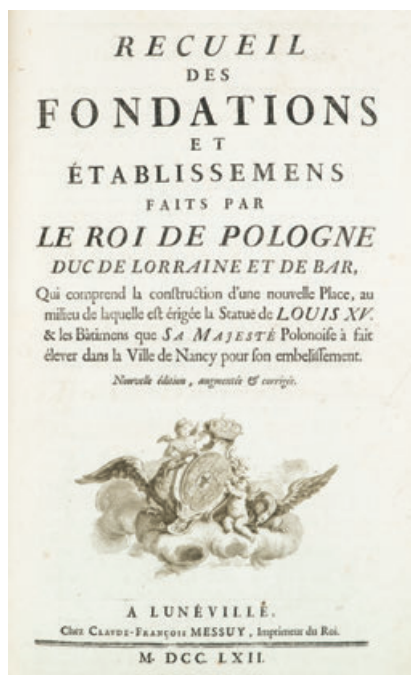 RECUEIL
DES
FONDATIONS
ET
ÉTABLISSEMENS
FAITS PAR
LE ROI DE POLOGNE
DUC DE LORRAINE ET DE BAR,
Qui comprend la construction d'une nouvelle Place, au
milieu de laquelle est érigée la Statue de LOUIS XV.
& les Bâtimens que SA MAJESTÉ Polonoise à fait
élever dans la Ville de Nancy pour son embelissement.
Nouvelle édition, augmentée & corrigée.
A LUNÉVILLE,
Chez CLAUDE-FRANÇOIS MESSUY, Imprimeur du Roi.
M. DCC. LXII.